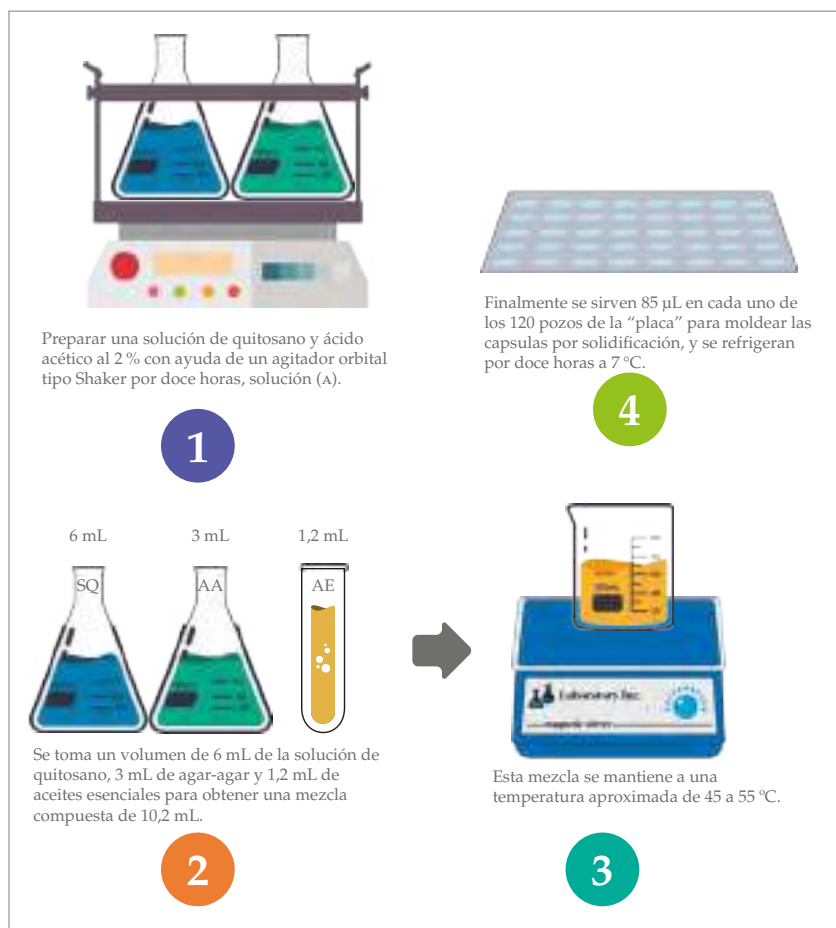 Preparar una solución de quitosano y ácido
acético al 2 % con ayuda de un agitador orbital
tipo Shaker por doce horas, solución (A).
1
6 mL
3 mL
1,2 mL
SQ
AA
AE
Se toma un volumen de 6 mL de la solución de
quitosano, 3 mL de agar-agar y 1,2 mL de
aceites esenciales para obtener una mezcla
compuesta de 10,2 mL.
2
Laboratory Inc.
Esta mezcla se mantiene a una
temperatura aproximada de 45 a 55 °C.
3
Finalmente se sirven 85 µL en cada uno de
los 120 pozos de la “placa” para moldear las
capsulas por solidificación, y se refrigeran
por doce horas a 7 °C.
4